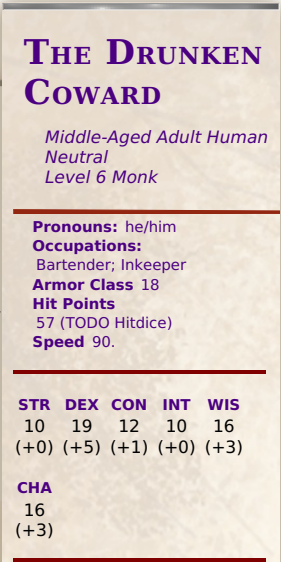 The Drunken
Coward
Middle-Aged Adult Human
Neutral
Level 6 Monk
Pronouns: he/him
Occupations:
Bartender; Inkeeper
Armor Class 18
Hit Points
57 (TODO Hitdice)
Speed 90.
STR DEX CON INT WIS
10 19 12 10 16
(+0) (+5) (+1) (+0) (+3)
CHA
16
(+3)